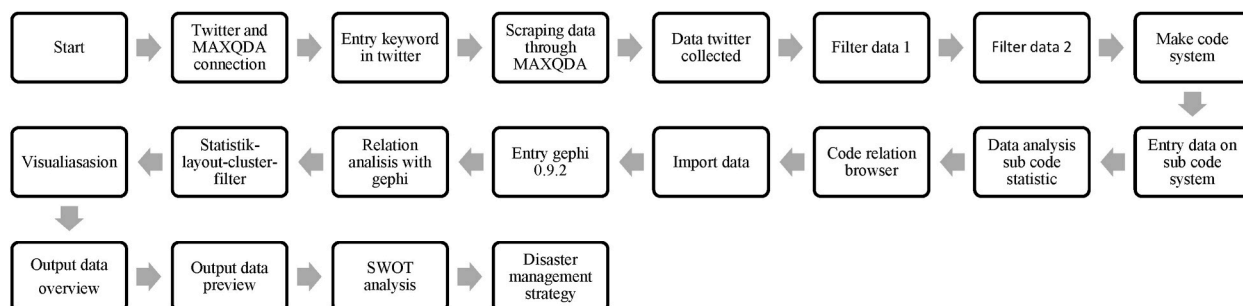 Start
Twitter and
MAXQDA
connection
Entry keyword
in twitter
Scraping data
through
MAXQDA
Data twitter
collected
Filter data 1
Filter data 2
Make code
system
Visualiasasion
Statistik-
layout-cluster-
filter
Relation
analisis with
gephi
Entry gephi
0.9.2
Import data
Code relation
browser
Data analysis
sub code
statistic
Entry data on
sub code
system
Output data
overview
Output data
preview
SWOT
analysis
Disaster
management
strategy